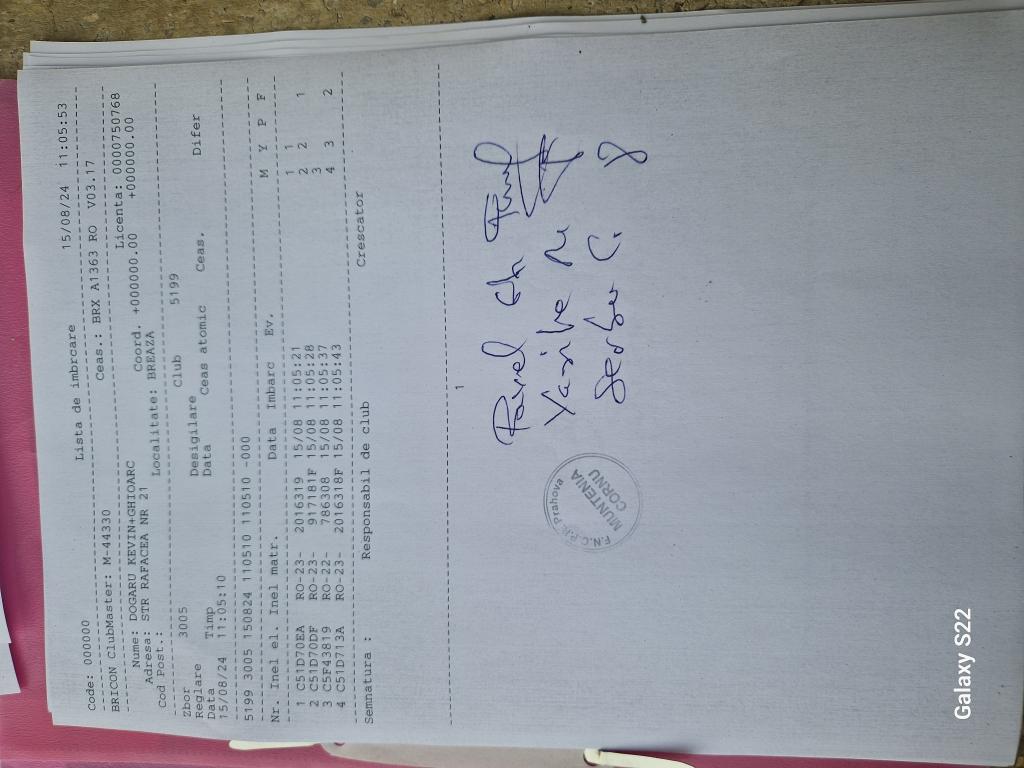 Lista de imbrcare
Code: 000000 15/08/24 11:05:53
BRICON ClubMaster: M-44330 Ceas.: BRX A1363 RO V03.17
Nume: DOGARU KEVIN+GHIOARC Licenta: 0000750768
Adresa: STR RAFACEA NR 21 Coord. +000000.00 +000000.00
Cod Post.: Localitate: BREAZA
Zbor 3005 Club 5199
Reglare Desigilare
Data Timp Data Ceas atomic Ceas. Difer
15/08/24 11:05:10
5199 3005 150824 110510 110510 -000
Nr. Inel el. Inel matr. Data Imbarc Ev. M Y P F
1 C51D70EA RO-23- 2016319 15/08 11:05:21 1 1
2 C51D70DF RO-23- 917181F 15/08 11:05:28 2 2 1
3 C5F43819 RO-22- 786308 15/08 11:05:37 3
4 C51D713A RO-23- 2016318F 15/08 11:05:43 4 3 2
Semnatura : Responsabil de club Crescator
1
Pavel
Vasile
Serban C.
F.N.C.P.R. Prahova
MUNTENIA
CORNU
Galaxy S22